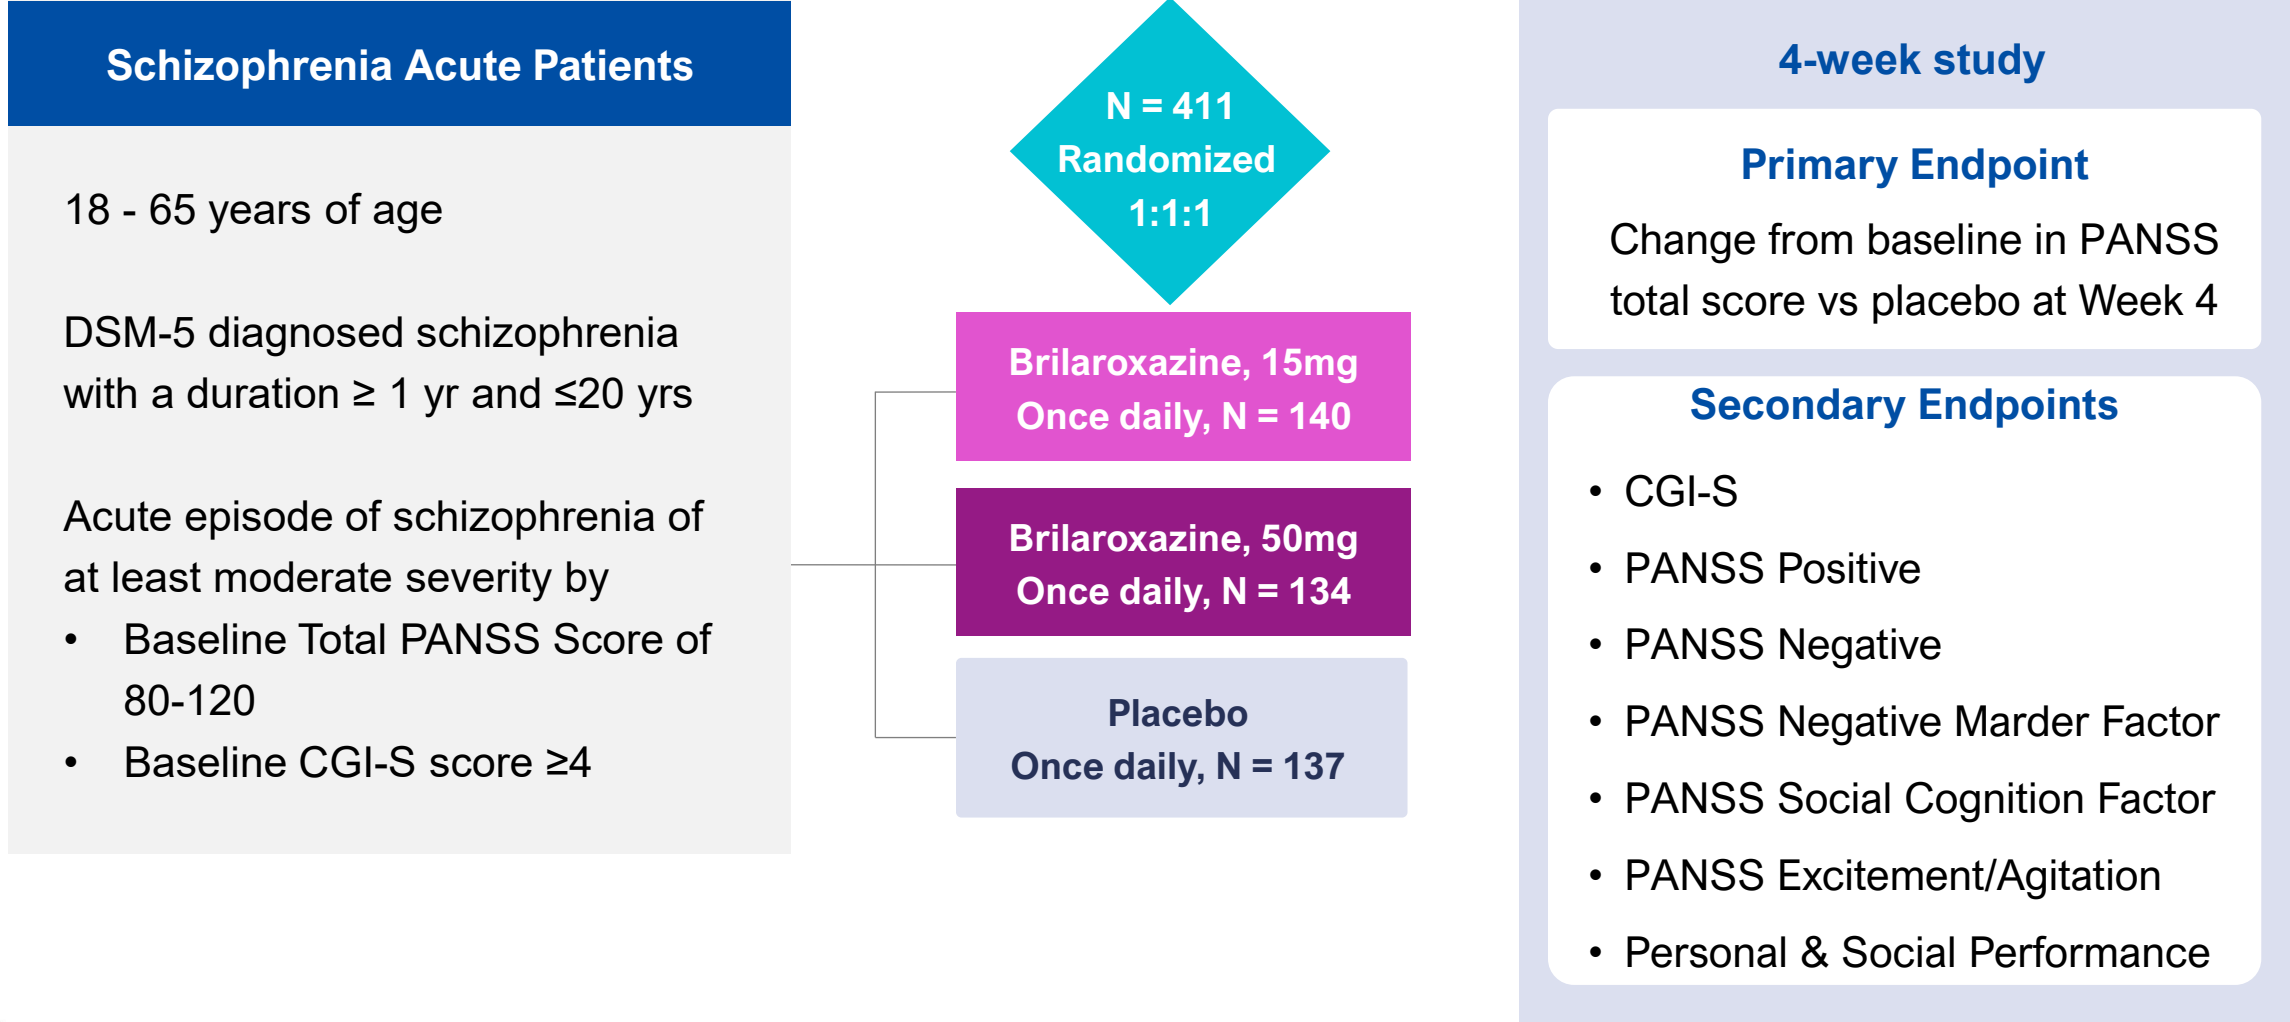 Schizophrenia Acute Patients
18 - 65 years of age
DSM-5 diagnosed schizophrenia
with a duration ≥ 1 yr and ≤20 yrs
Acute episode of schizophrenia of
at least moderate severity by
• Baseline Total PANSS Score of
80-120
• Baseline CGI-S score ≥4
N = 411
Randomized
1:1:1
Brilaroxazine, 15mg
Once daily, N = 140
Brilaroxazine, 50mg
Once daily, N = 134
Placebo
Once daily, N = 137
4-week study
Primary Endpoint
Change from baseline in PANSS
total score vs placebo at Week 4
Secondary Endpoints
• CGI-S
• PANSS Positive
• PANSS Negative
• PANSS Negative Marder Factor
• PANSS Social Cognition Factor
• PANSS Excitement/Agitation
• Personal & Social Performance